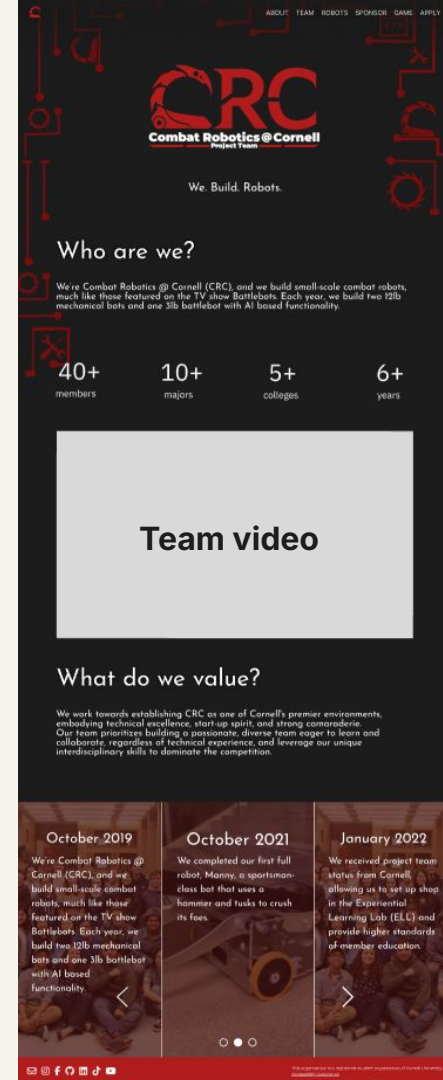 ABOUT TEAM ROBOTS SPONSOR GAME APPLY
CRC
Combat Robotics@Cornell
Project Team
We. Build. Robots.
Who are we?
We're Combat Robotics @ Cornell (CRC), and we build small-scale combat robots,
much like those featured on the TV show Battlebots. Each year, we build two 12lb
mechanical bots and one 3lb battlebot with AI based functionality.
40+ 10+ 5+ 6+
members majors colleges years
Team video
What do we value?
We work towards establishing CRC as one of Cornell's premier environments,
embodying technical excellence, start-up spirit, and strong camaraderie.
Our team prioritizes building a passionate, diverse team eager to learn and
collaborate, regardless of technical experience, and leverage our unique
interdisciplinary skills to dominate the competition.
October 2019
We're Combat Robotics @
Cornell (CRC), and we
build small-scale combat
robots, much like those
featured on the TV show
Battlebots. Each year, we
build two 12lb mechanical
bots and one 3lb battlebot
with AI based
functionality.
October 2021
We completed our first full
robot, Manny, a sportsman-
class bot that uses a
hammer and tusks to crush
its foes.
January 2022
We received project team
status from Cornell,
allowing us to set up shop
in the Experiential
Learning Lab (ELL) and
provide higher standards
of member education.
This organization is a registered student organization of Cornell University.